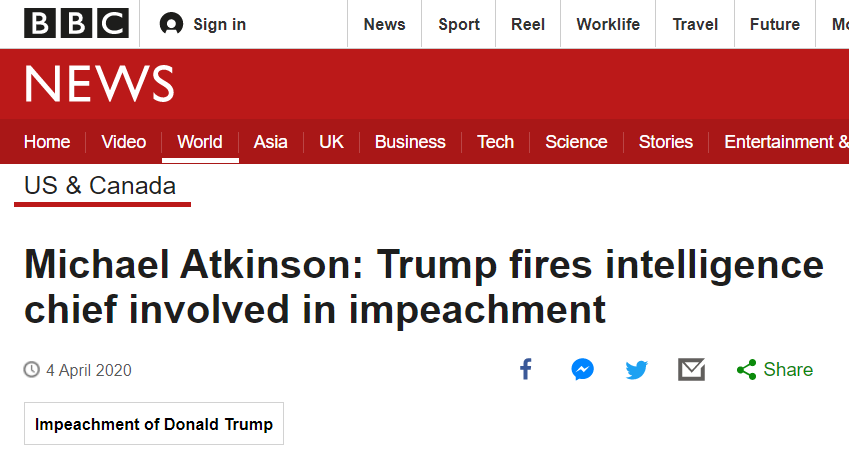 BBC Sign in News Sport Reel Worklife Travel Future
NEWS
Home Video World Asia UK Business Tech Science Stories Entertainment &
US & Canada
Michael Atkinson: Trump fires intelligence
chief involved in impeachment
4 April 2020 Share
Impeachment of Donald Trump